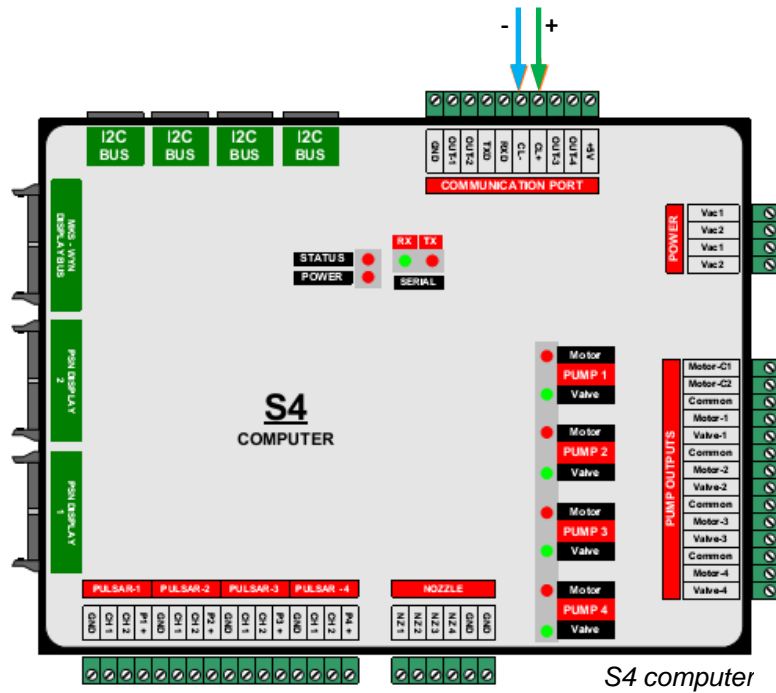 - +
I2C BUS
I2C BUS
I2C BUS
I2C BUS
GND
OUT-1
OUT-2
TXD
RXD
CL-
CL+
OUT-3
OUT-4
+5V
COMMUNICATION PORT
MKS - WYN DISPLAY BUS
PSN DISPLAY 2
PSN DISPLAY 1
RX TX
STATUS
POWER
SERIAL
POWER
Vac1
Vac2
Vac1
Vac2
S4
COMPUTER
Motor
PUMP 1
Valve
Motor
PUMP 2
Valve
Motor
PUMP 3
Valve
Motor
PUMP 4
Valve
PUMP OUTPUTS
Motor-C1
Motor-C2
Common
Motor-1
Valve-1
Common
Motor-2
Valve-2
Common
Motor-3
Valve-3
Common
Motor-4
Valve-4
PULSAR-1 PULSAR-2 PULSAR-3 PULSAR -4
GND CH 1 CH 2 P1 + GND CH 1 CH 2 P2 + GND CH 1 CH 2 P3 + GND CH 1 CH 2 P4 +
NOZZLE
NZ 1 NZ 2 NZ 3 NZ 4 GND GND
S4 computer